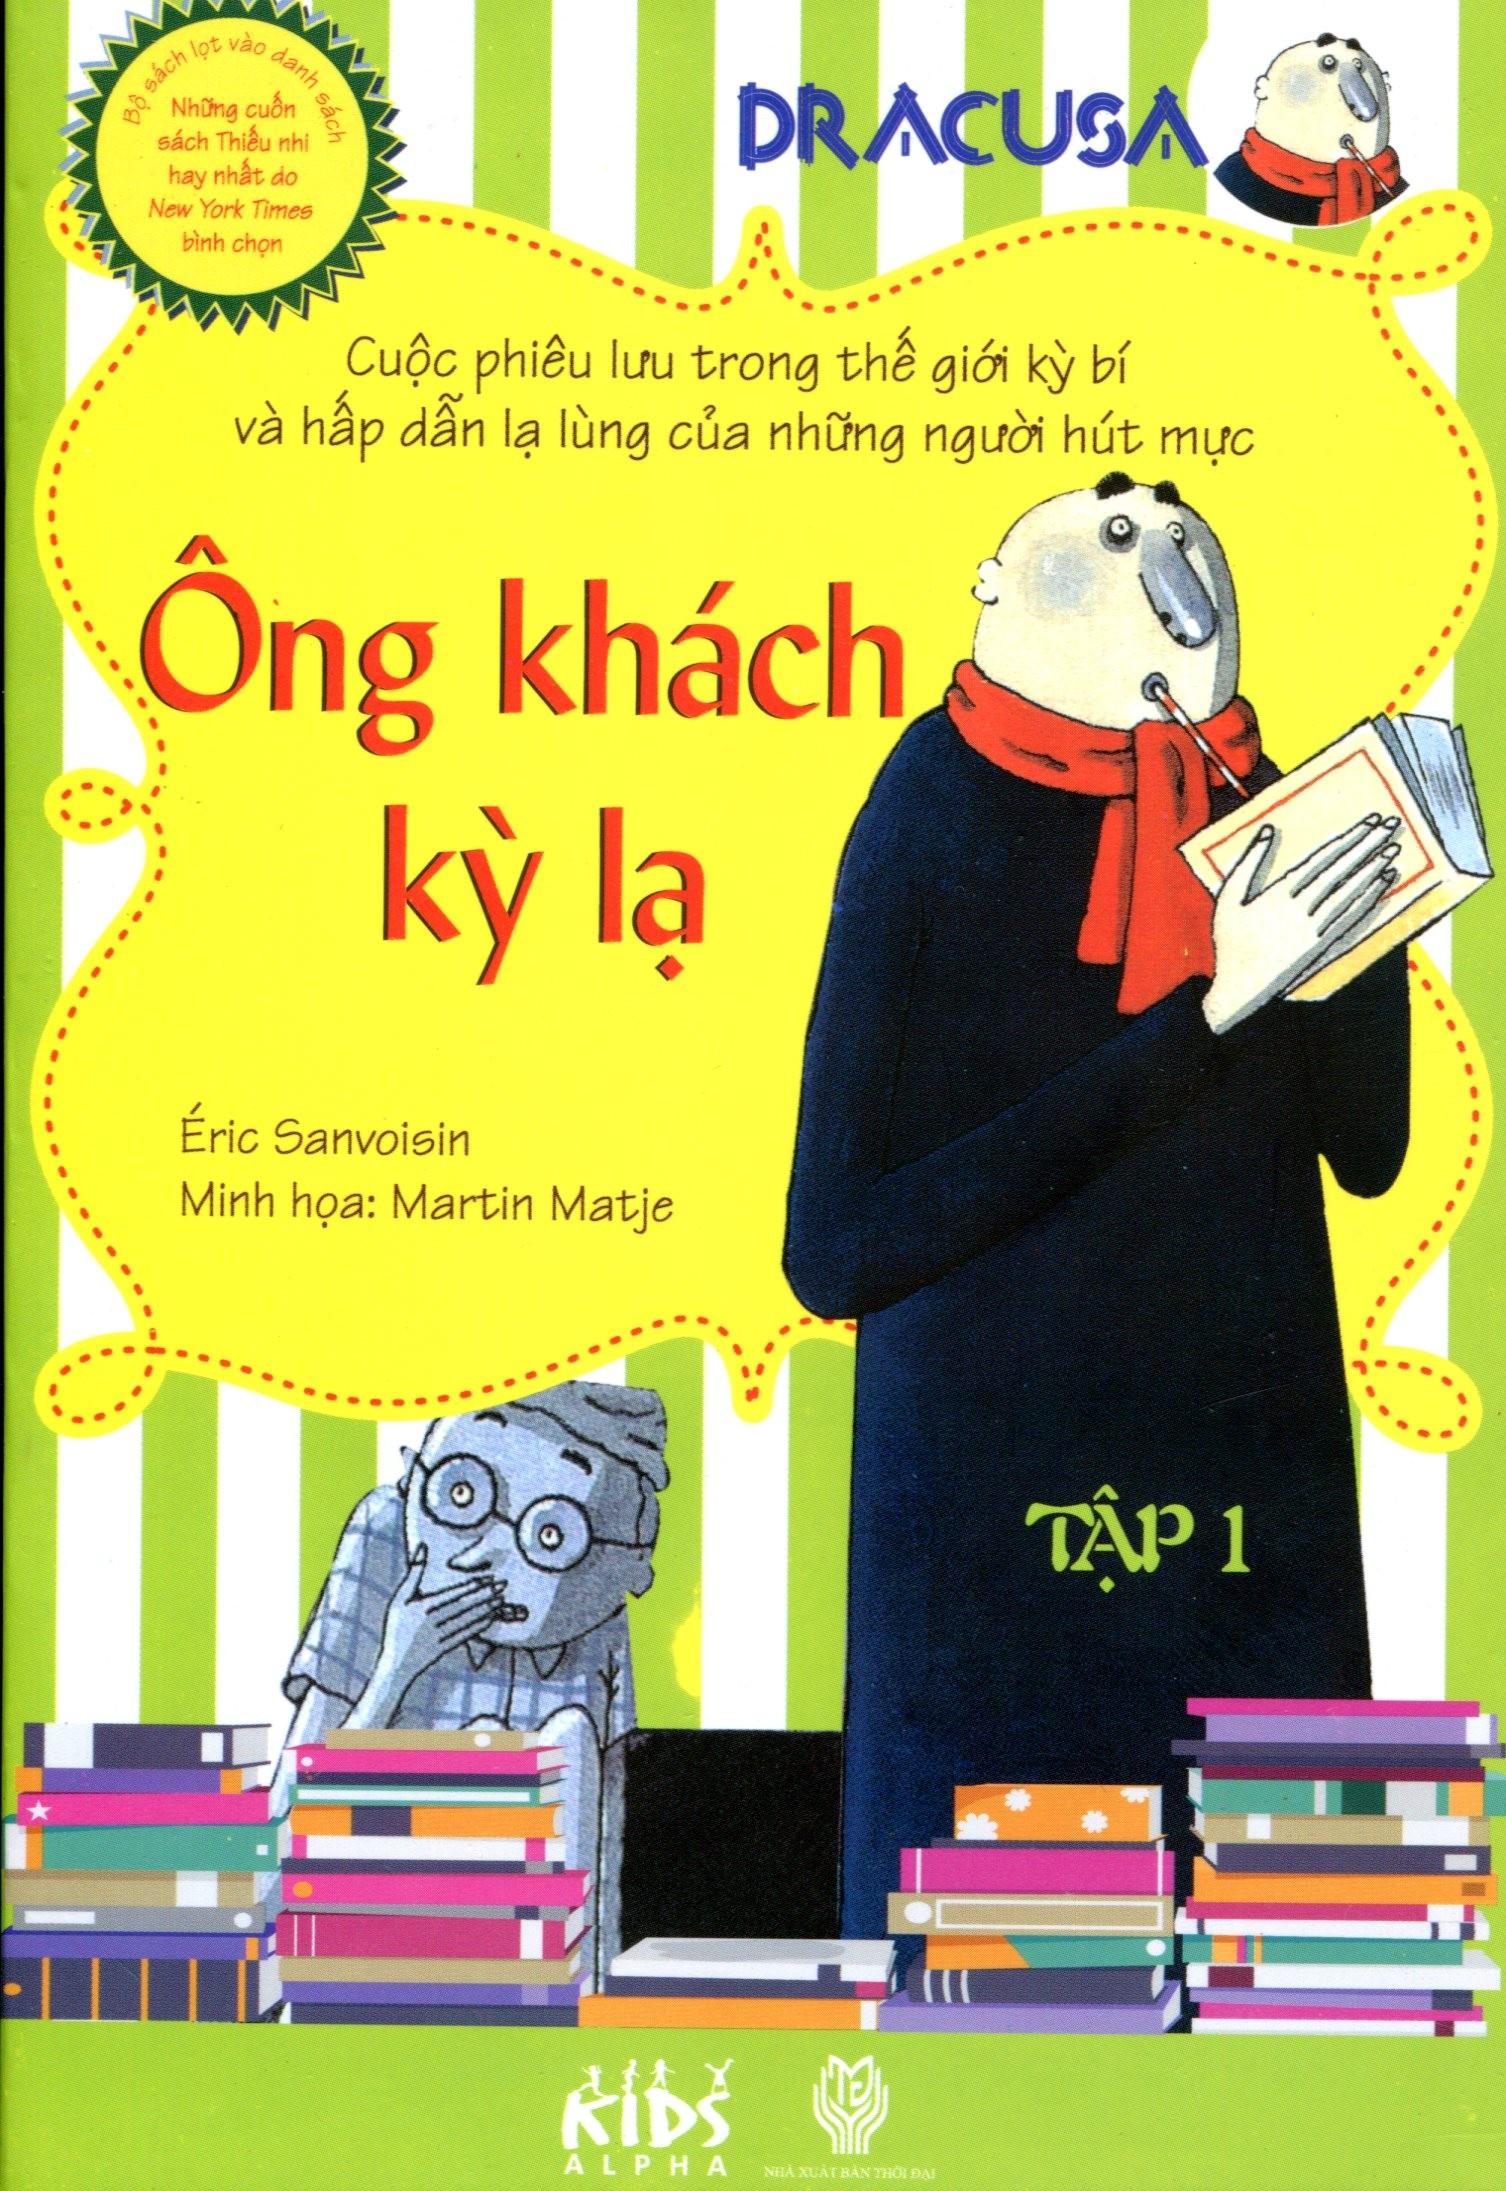 Bộ sách lọt vào danh sách
Những cuốn
sách Thiếu nhi
hay nhất do
New York Times
bình chọn
DRACUSA
Cuộc phiêu lưu trong thế giới kỳ bí
và hấp dẫn lạ lùng của những người hút mực
Ông khách
kỳ lạ
Éric Sanvoisin
Minh họa: Martin Matje
TẬP 1
KIDS
ALPHA
NHÀ XUẤT BẢN THỜI ĐẠI